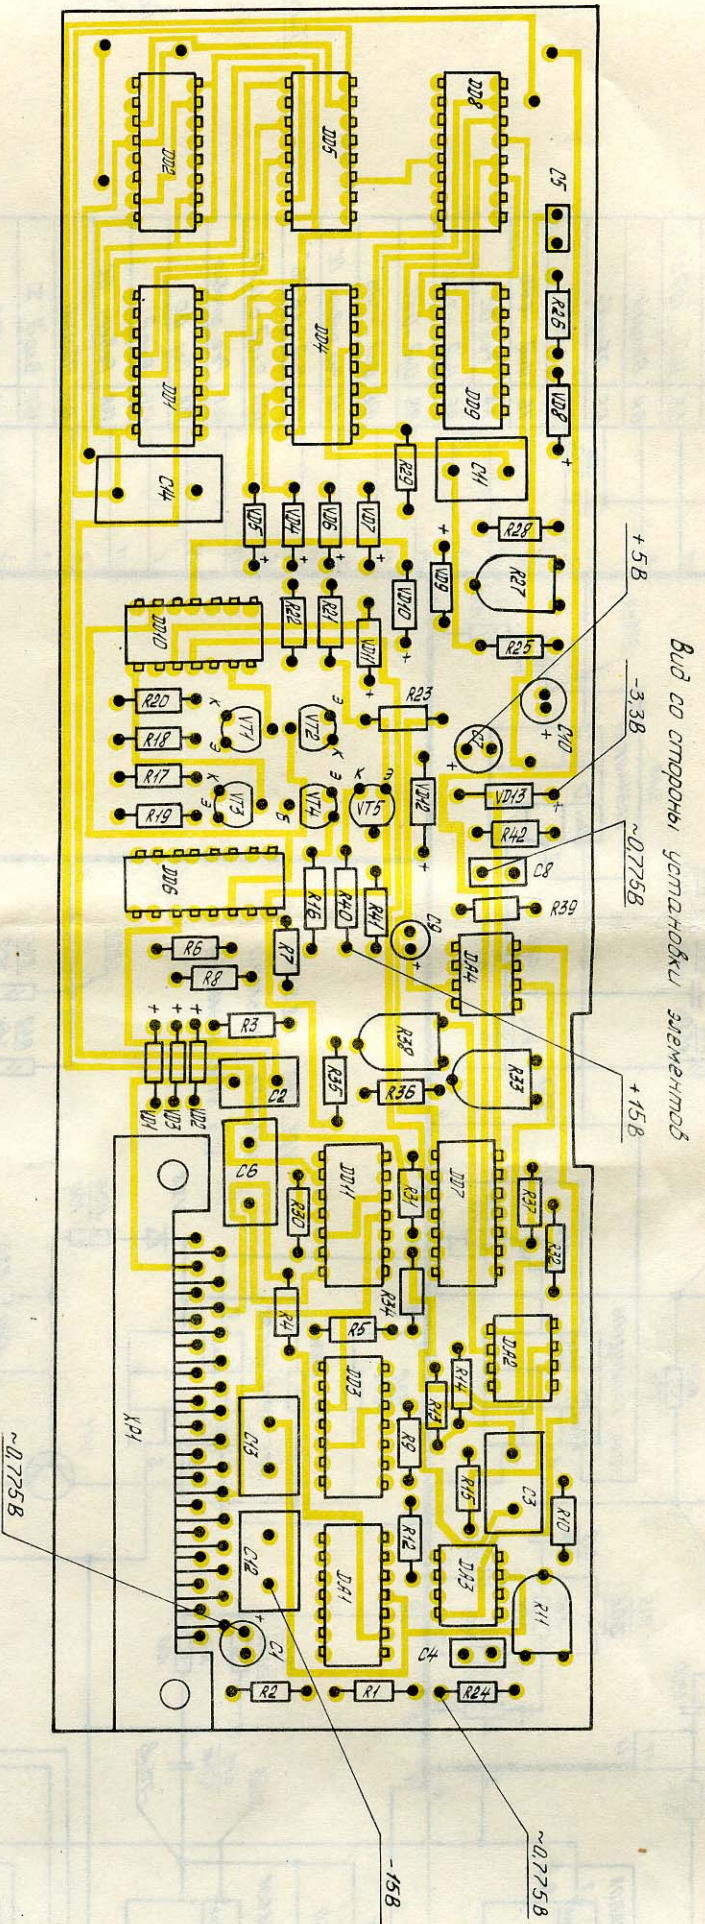 Вид со стороны установки элементов
+5В
-3,3В
~0,775В
+15В
~0,775В
-15В
~0,775В
DD2
DD5
DD8
C5
R26
VD8
+
DD1
DD4
DD9
C14
R29
C11
VD5
VD4
VD6
VD7
+
+
+
+
R28
R27
VD9
+
VD10
+
R25
DD10
R22
R21
VD11
+
R23
C10
+
C7
+
R20
R18
R17
R19
VT1
К
Э
VT2
Э
К
VT3
К
Э
VT4
Э
Б
VT5
К
Э
VD12
+
VD13
+
R42
C8
R39
DD6
R16
R40
R41
C9
+
DA4
R6
R8
R7
R3
+
+
+
VD1
VD3
VD2
C2
R35
R38
R36
R33
C6
R30
DD11
R31
DD7
R37
R32
R4
R5
R34
DA2
XP1
C13
DD3
R9
R13
R14
R15
C3
R10
C12
DA1
R12
DA3
R11
C1
+
C4
R2
R1
R24